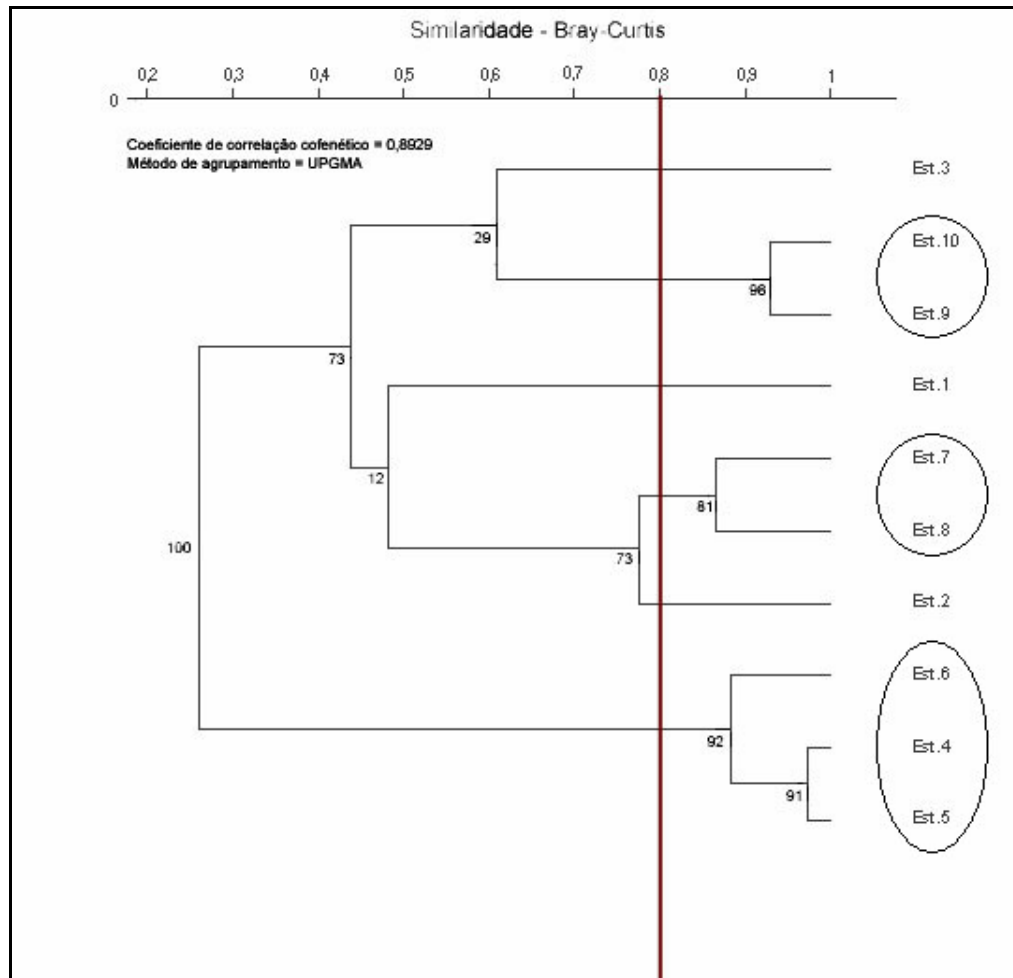 Similaridade - Bray-Curtis
0,2 0,3 0,4 0,5 0,6 0,7 0,8 0,9 1
0
Coeficiente de correlação cofenético = 0,8929
Método de agrupamento = UPGMA
Est.3
29
Est.10
96
Est.9
73
Est.1
12
Est.7
81
Est.8
100
73
Est.2
Est.6
92
Est.4
91
Est.5